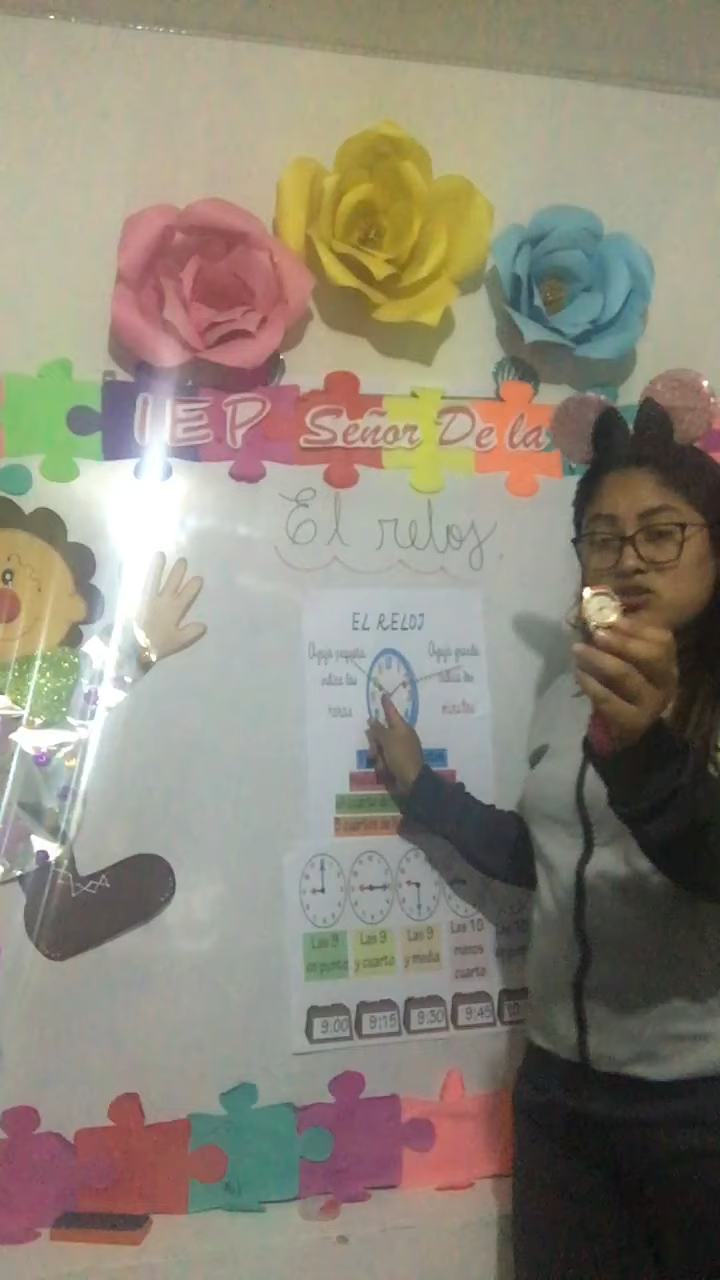 IEP Señor De la
El reloj.
EL RELOJ
Aguja pequeña
indica las
horas
Aguja grande
indica los
minutos
Las 9
en punto
Las 9
y cuarto
Las 9
y media
Las 10
menos
cuarto
9:00
9:15
9:30
9:45